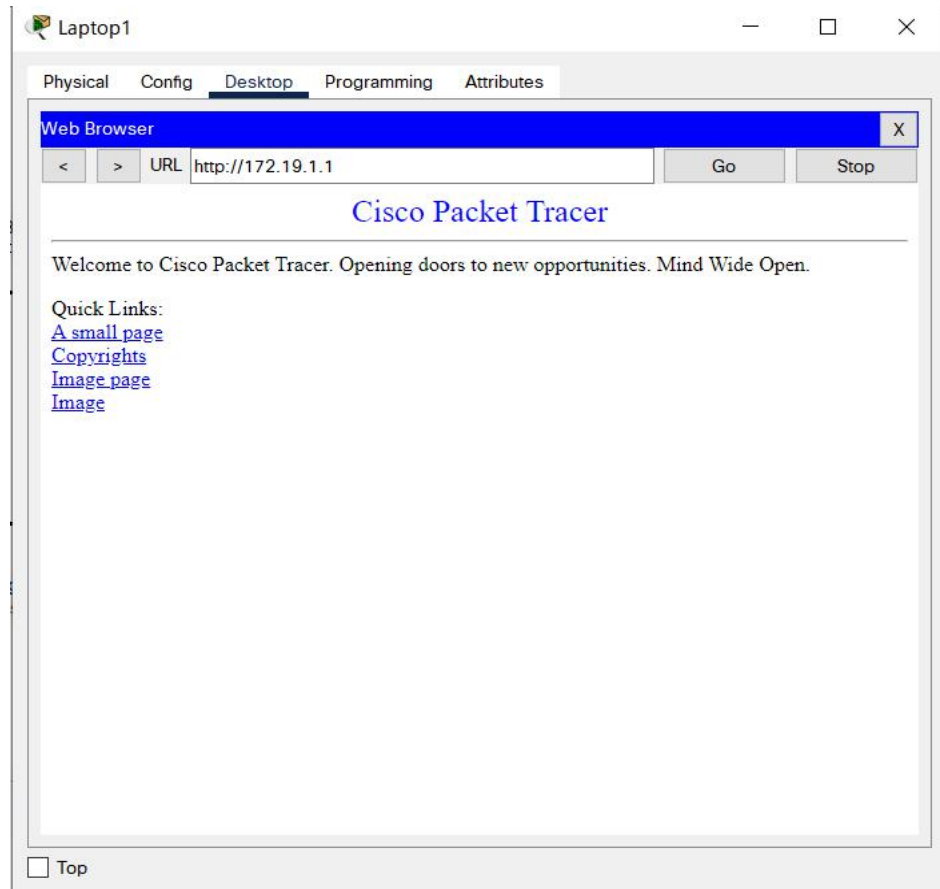 Laptop1
Physical Config Desktop Programming Attributes
Web Browser X
< > URL http://172.19.1.1 Go Stop
Cisco Packet Tracer
Welcome to Cisco Packet Tracer. Opening doors to new opportunities. Mind Wide Open.
Quick Links:
A small page
Copyrights
Image page
Image
Top